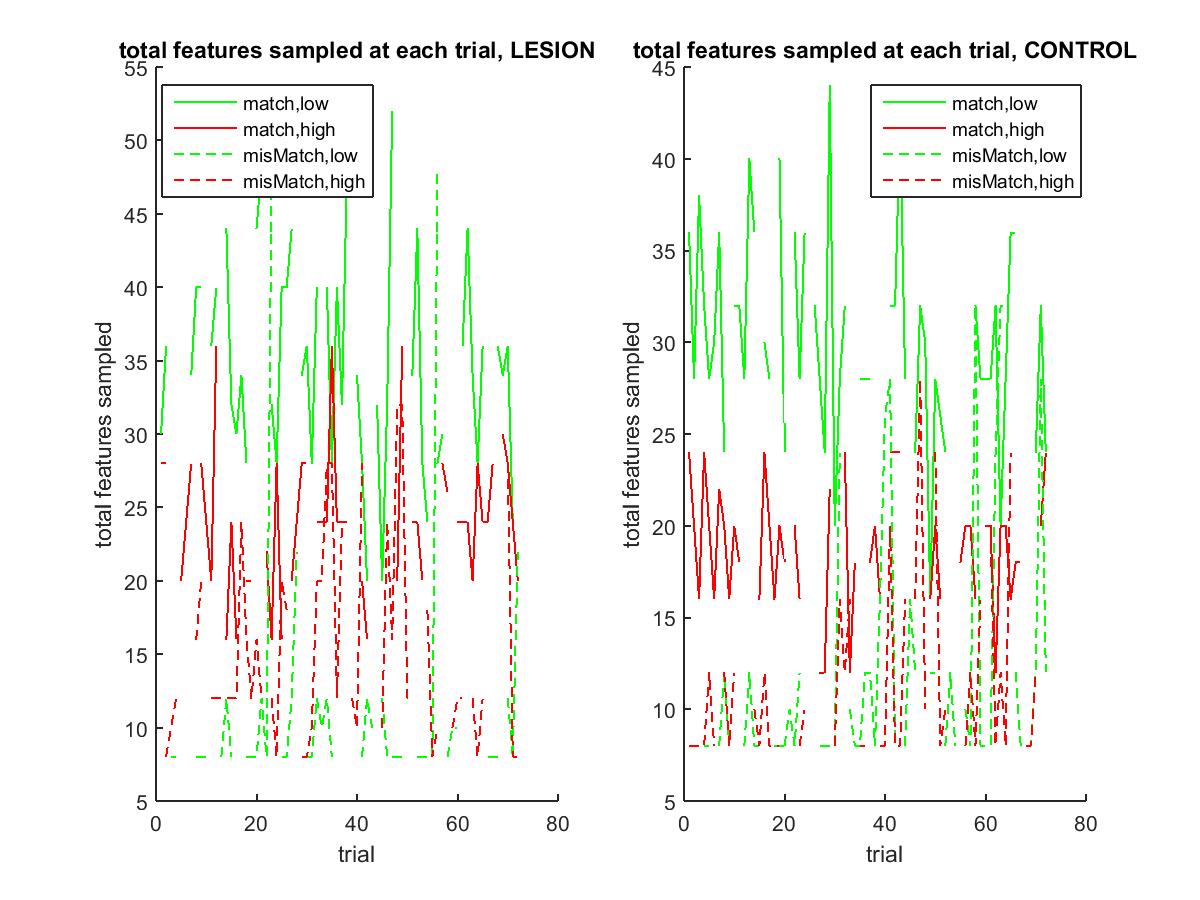 total features sampled at each trial, LESION
55
50
45
40
35
30
25
20
15
10
5
total features sampled
match,low
match,high
misMatch,low
misMatch,high
0
20
40
60
80
trial
total features sampled at each trial, CONTROL
45
40
35
30
25
20
15
10
5
total features sampled
match,low
match,high
misMatch,low
misMatch,high
0
20
40
60
80
trial